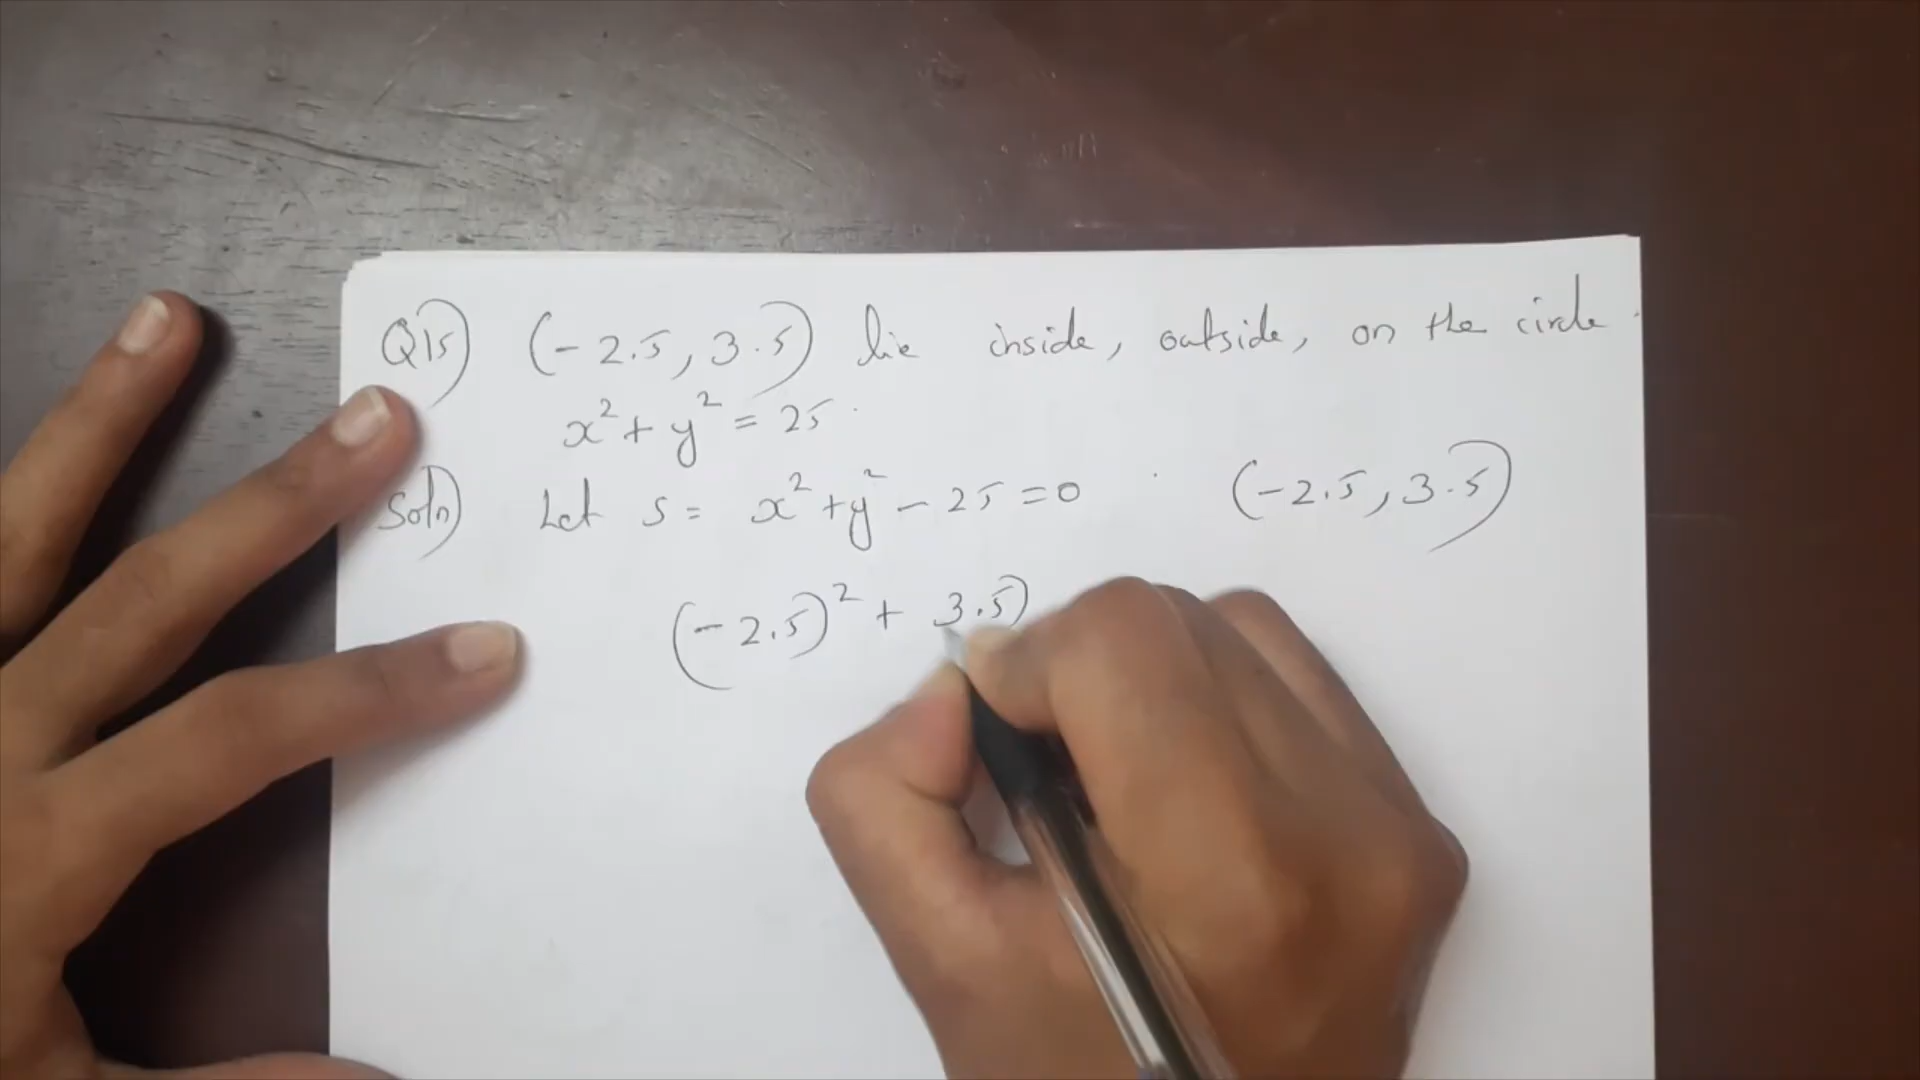 Q15) (-2.5, 3.5) lie inside, outside, on the circle
x² + y² = 25.
Soln) Let S = x² + y² - 25 = 0 (-2.5, 3.5)
(-2.5)² + 3.5)